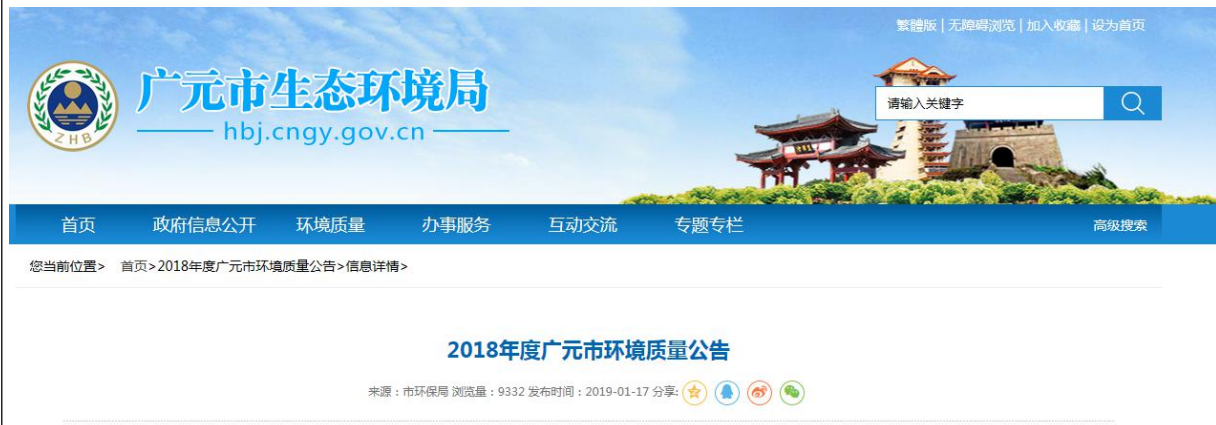 繁體版 | 无障碍浏览 | 加入收藏 | 设为首页
广元市生态环境局
hbj.cngy.gov.cn
ZHB
请输入关键字
首页 政府信息公开 环境质量 办事服务 互动交流 专题专栏 高级搜索
您当前位置> 首页>2018年度广元市环境质量公告>信息详情>
2018年度广元市环境质量公告
来源：市环保局 浏览量：9332 发布时间：2019-01-17 分享: